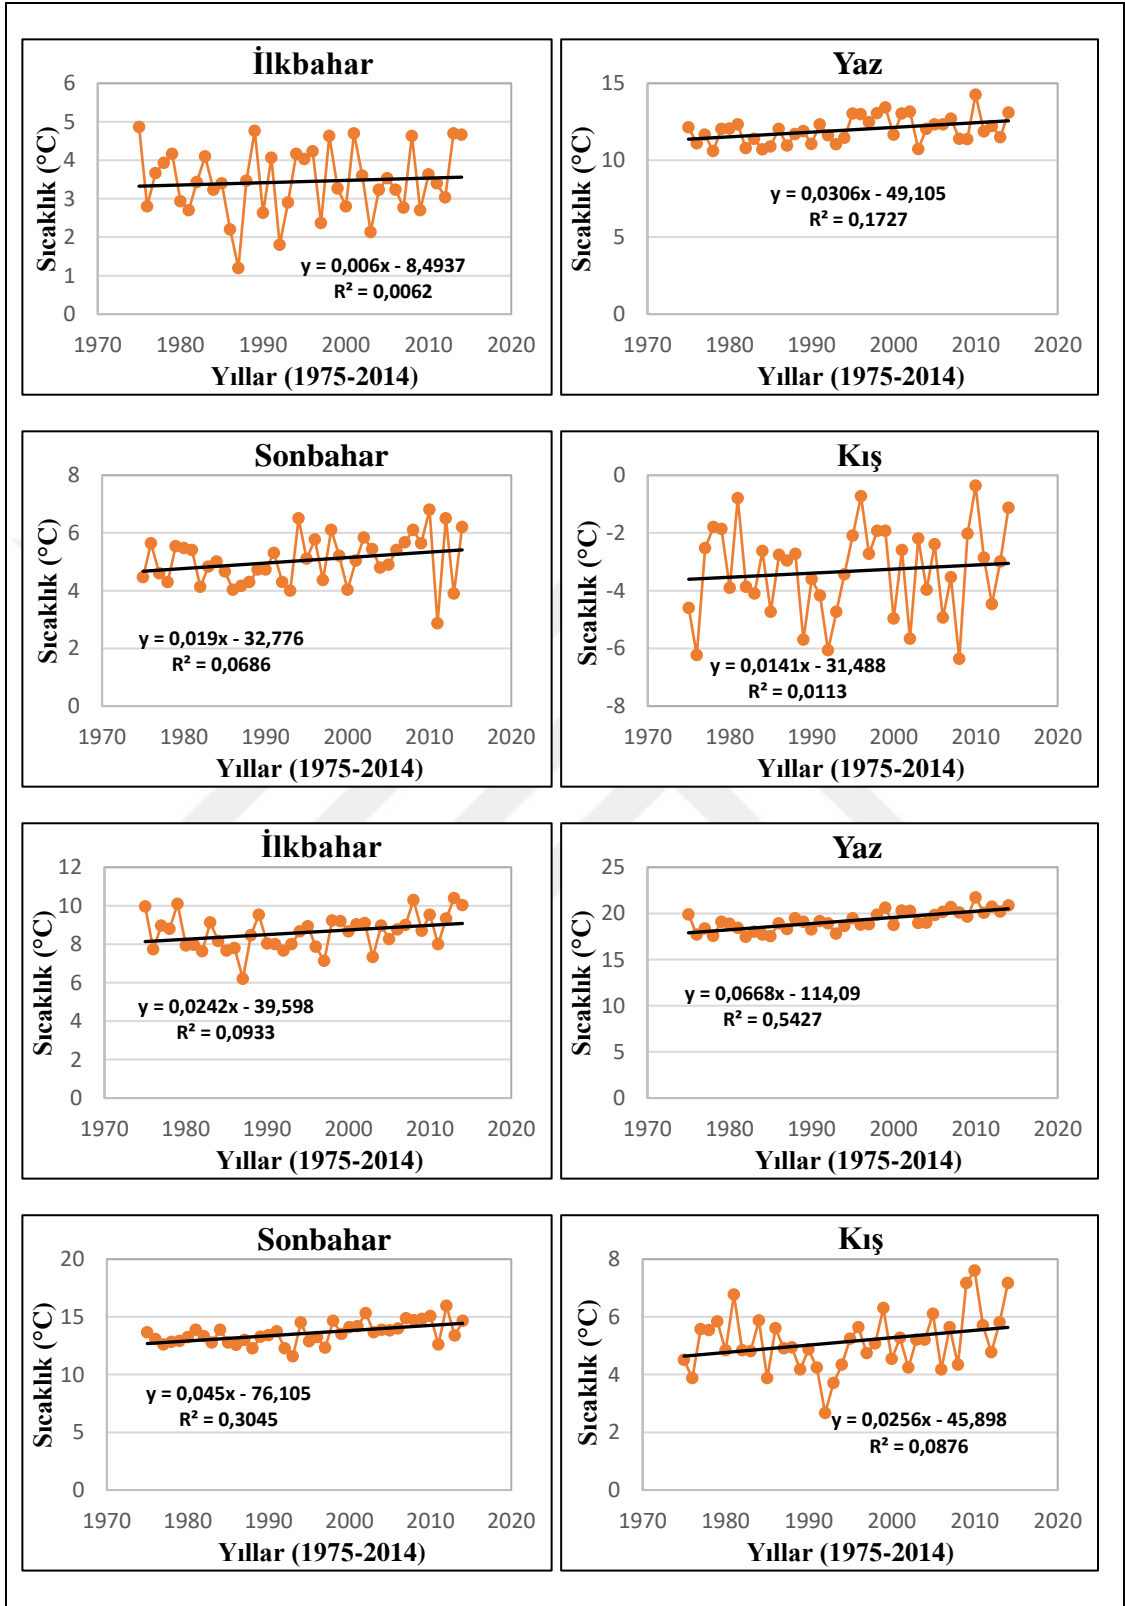 İlkbahar
Sıcaklık (°C)
6
5
4
3
2
1
0
1970 1980 1990 2000 2010 2020
y = 0,006x - 8,4937
R² = 0,0062
Yıllar (1975-2014)
Yaz
Sıcaklık (°C)
15
10
5
0
1970 1980 1990 2000 2010 2020
y = 0,0306x - 49,105
R² = 0,1727
Yıllar (1975-2014)
Sonbahar
Sıcaklık (°C)
8
6
4
2
0
1970 1980 1990 2000 2010 2020
y = 0,019x - 32,776
R² = 0,0686
Yıllar (1975-2014)
Kış
Sıcaklık (°C)
0
-2
-4
-6
-8
1970 1980 1990 2000 2010 2020
y = 0,0141x - 31,488
R² = 0,0113
Yıllar (1975-2014)
İlkbahar
Sıcaklık (°C)
12
10
8
6
4
2
0
1970 1980 1990 2000 2010 2020
y = 0,0242x - 39,598
R² = 0,0933
Yıllar (1975-2014)
Yaz
Sıcaklık (°C)
25
20
15
10
5
0
1970 1980 1990 2000 2010 2020
y = 0,0668x - 114,09
R² = 0,5427
Yıllar (1975-2014)
Sonbahar
Sıcaklık (°C)
20
15
10
5
0
1970 1980 1990 2000 2010 2020
y = 0,045x - 76,105
R² = 0,3045
Yıllar (1975-2014)
Kış
Sıcaklık (°C)
8
6
4
2
0
1970 1980 1990 2000 2010 2020
y = 0,0256x - 45,898
R² = 0,0876
Yıllar (1975-2014)